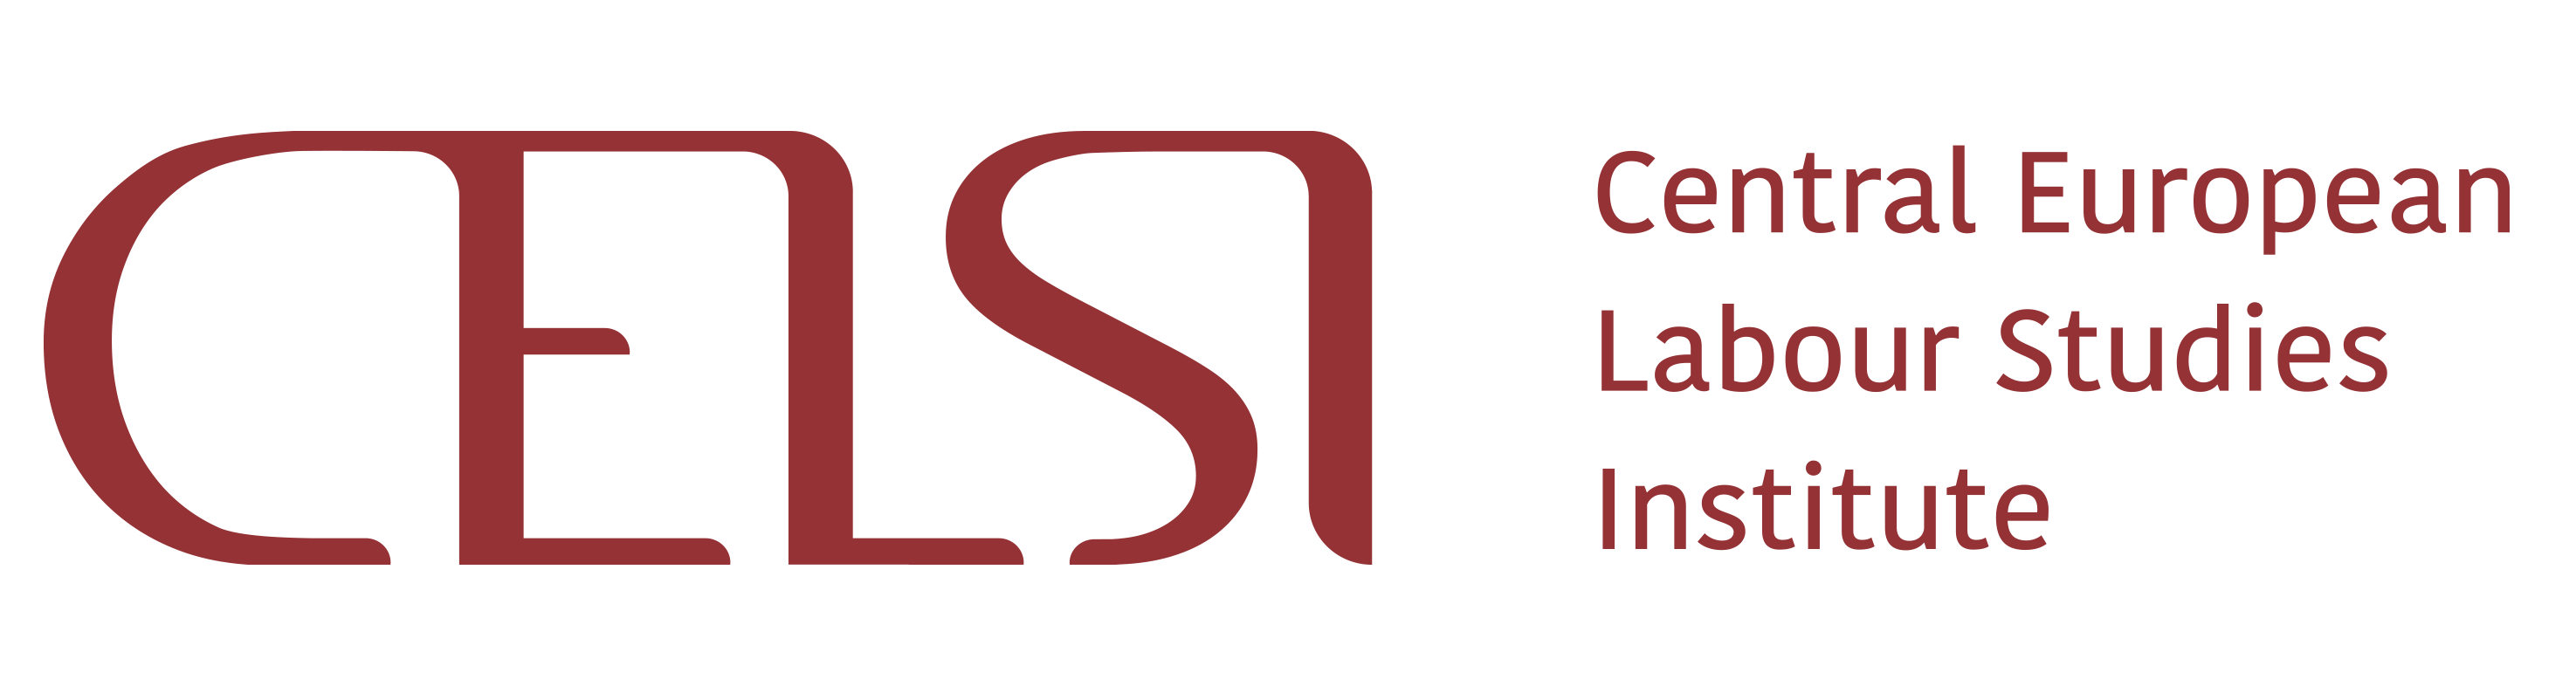 CELSI
Central European
Labour Studies
Institute